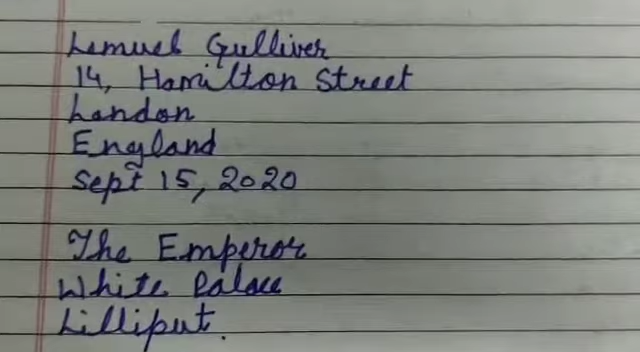 Lemuel Gulliver
14, Hamilton Street
London
England
Sept 15, 2020
The Emperor
White Palace
Lilliput.